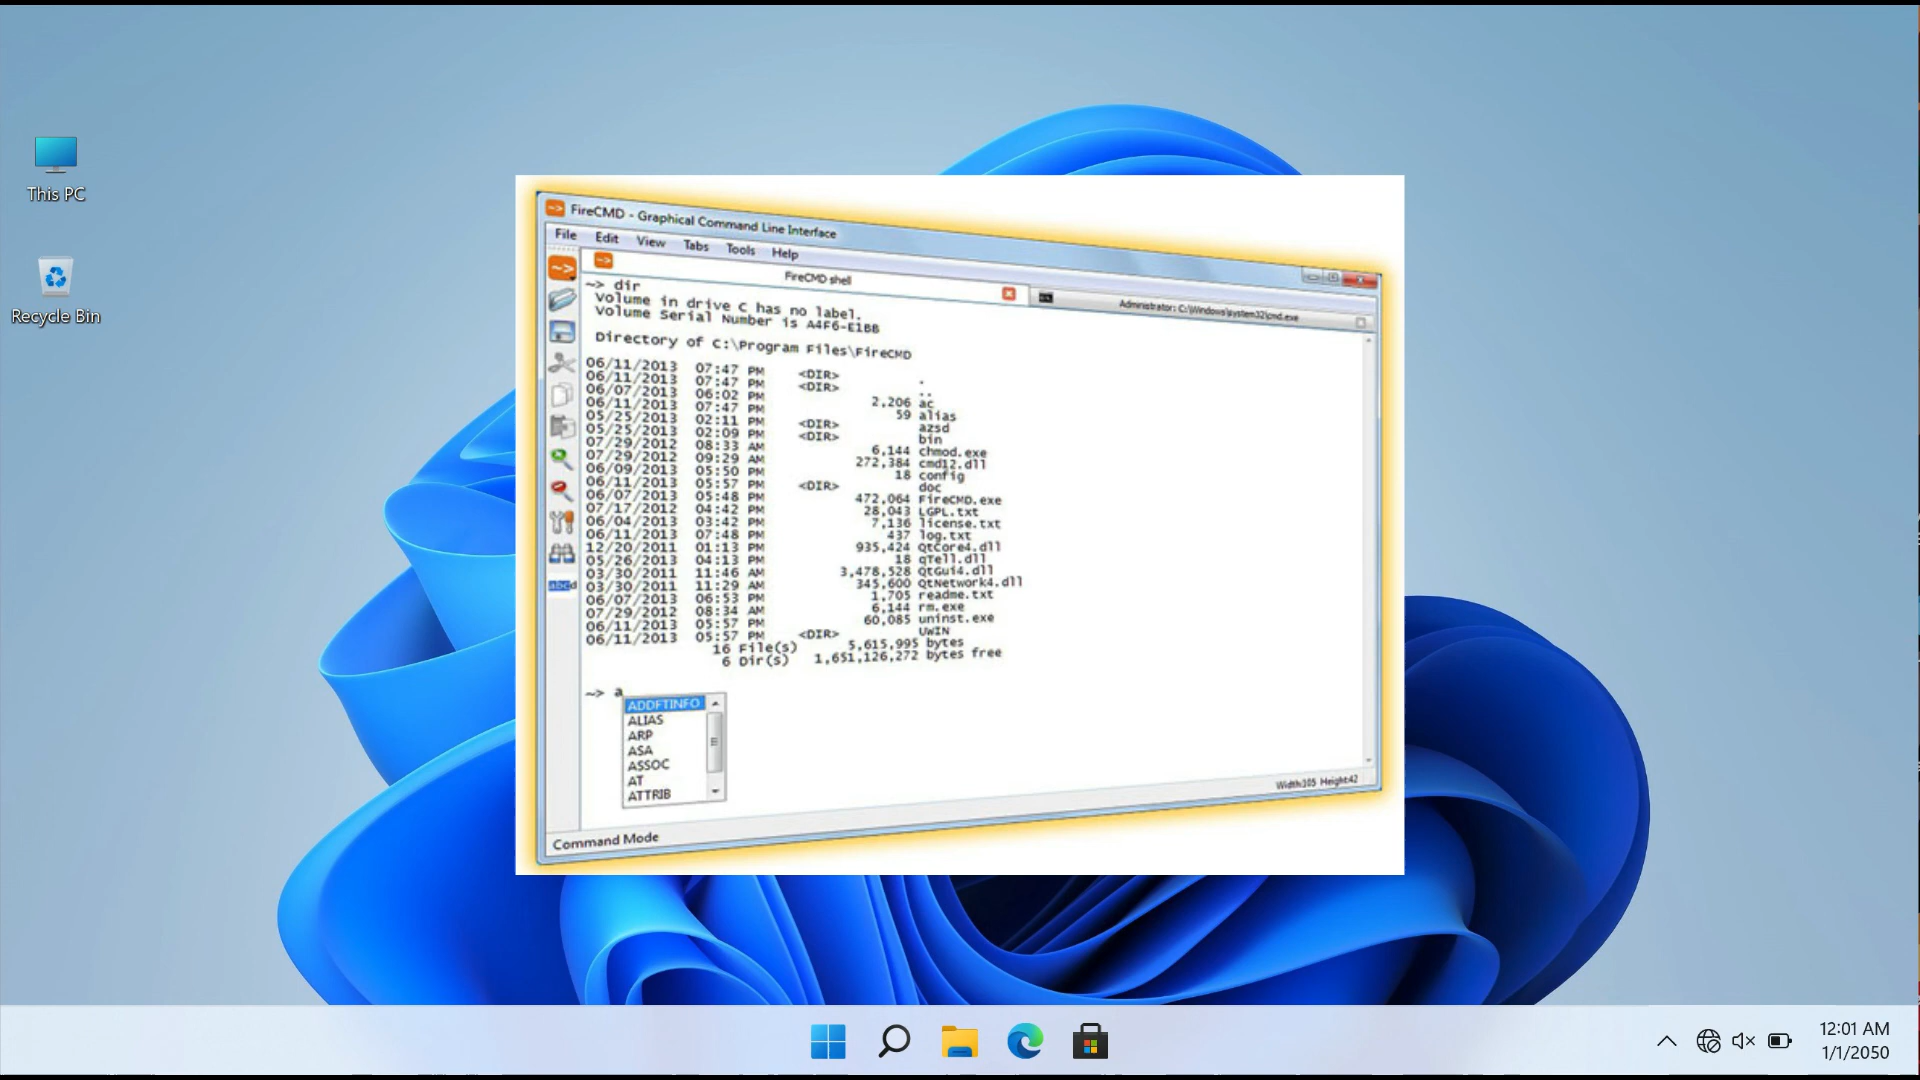 This PC
Recycle Bin
FireCMD - Graphical Command Line Interface
File Edit View Tabs Tools Help
FireCMD shell
Administrator: C:\Windows\system32\cmd.exe
~> dir
Volume in drive C has no label.
Volume Serial Number is A4F6-E1BB
Directory of C:\Program Files\FireCMD
06/11/2013 07:47 PM <DIR> .
06/11/2013 07:47 PM <DIR> ..
06/07/2013 06:02 PM 2,206 ac
06/11/2013 07:47 PM 59 alias
05/25/2013 02:11 PM <DIR> azsd
05/25/2013 02:09 PM <DIR> bin
07/29/2012 08:33 AM 6,144 chmod.exe
07/29/2012 09:29 AM 272,384 cmd12.dll
06/09/2013 05:50 PM 18 config
06/11/2013 05:57 PM <DIR> doc
06/07/2013 05:48 PM 472,064 FireCMD.exe
07/17/2012 04:42 PM 28,043 LGPL.txt
06/04/2013 03:42 PM 7,136 license.txt
06/11/2013 07:48 PM 437 log.txt
12/20/2011 01:13 PM 935,424 QtCore4.dll
05/26/2013 04:13 PM 18 qTell.dll
03/30/2011 11:46 AM 3,478,528 QtGui4.dll
03/30/2011 11:29 AM 345,600 QtNetwork4.dll
06/07/2013 06:53 PM 1,705 readme.txt
07/29/2012 08:34 AM 6,144 rm.exe
06/11/2013 05:57 PM 60,085 uninst.exe
06/11/2013 05:57 PM <DIR> UWIN
16 File(s) 5,615,995 bytes
6 Dir(s) 1,651,126,272 bytes free
~> a
ADDFTINFO
ALIAS
ARP
ASA
ASSOC
AT
ATTRIB
abcd
Width:105 Height:42
Command Mode
12:01 AM
1/1/2050